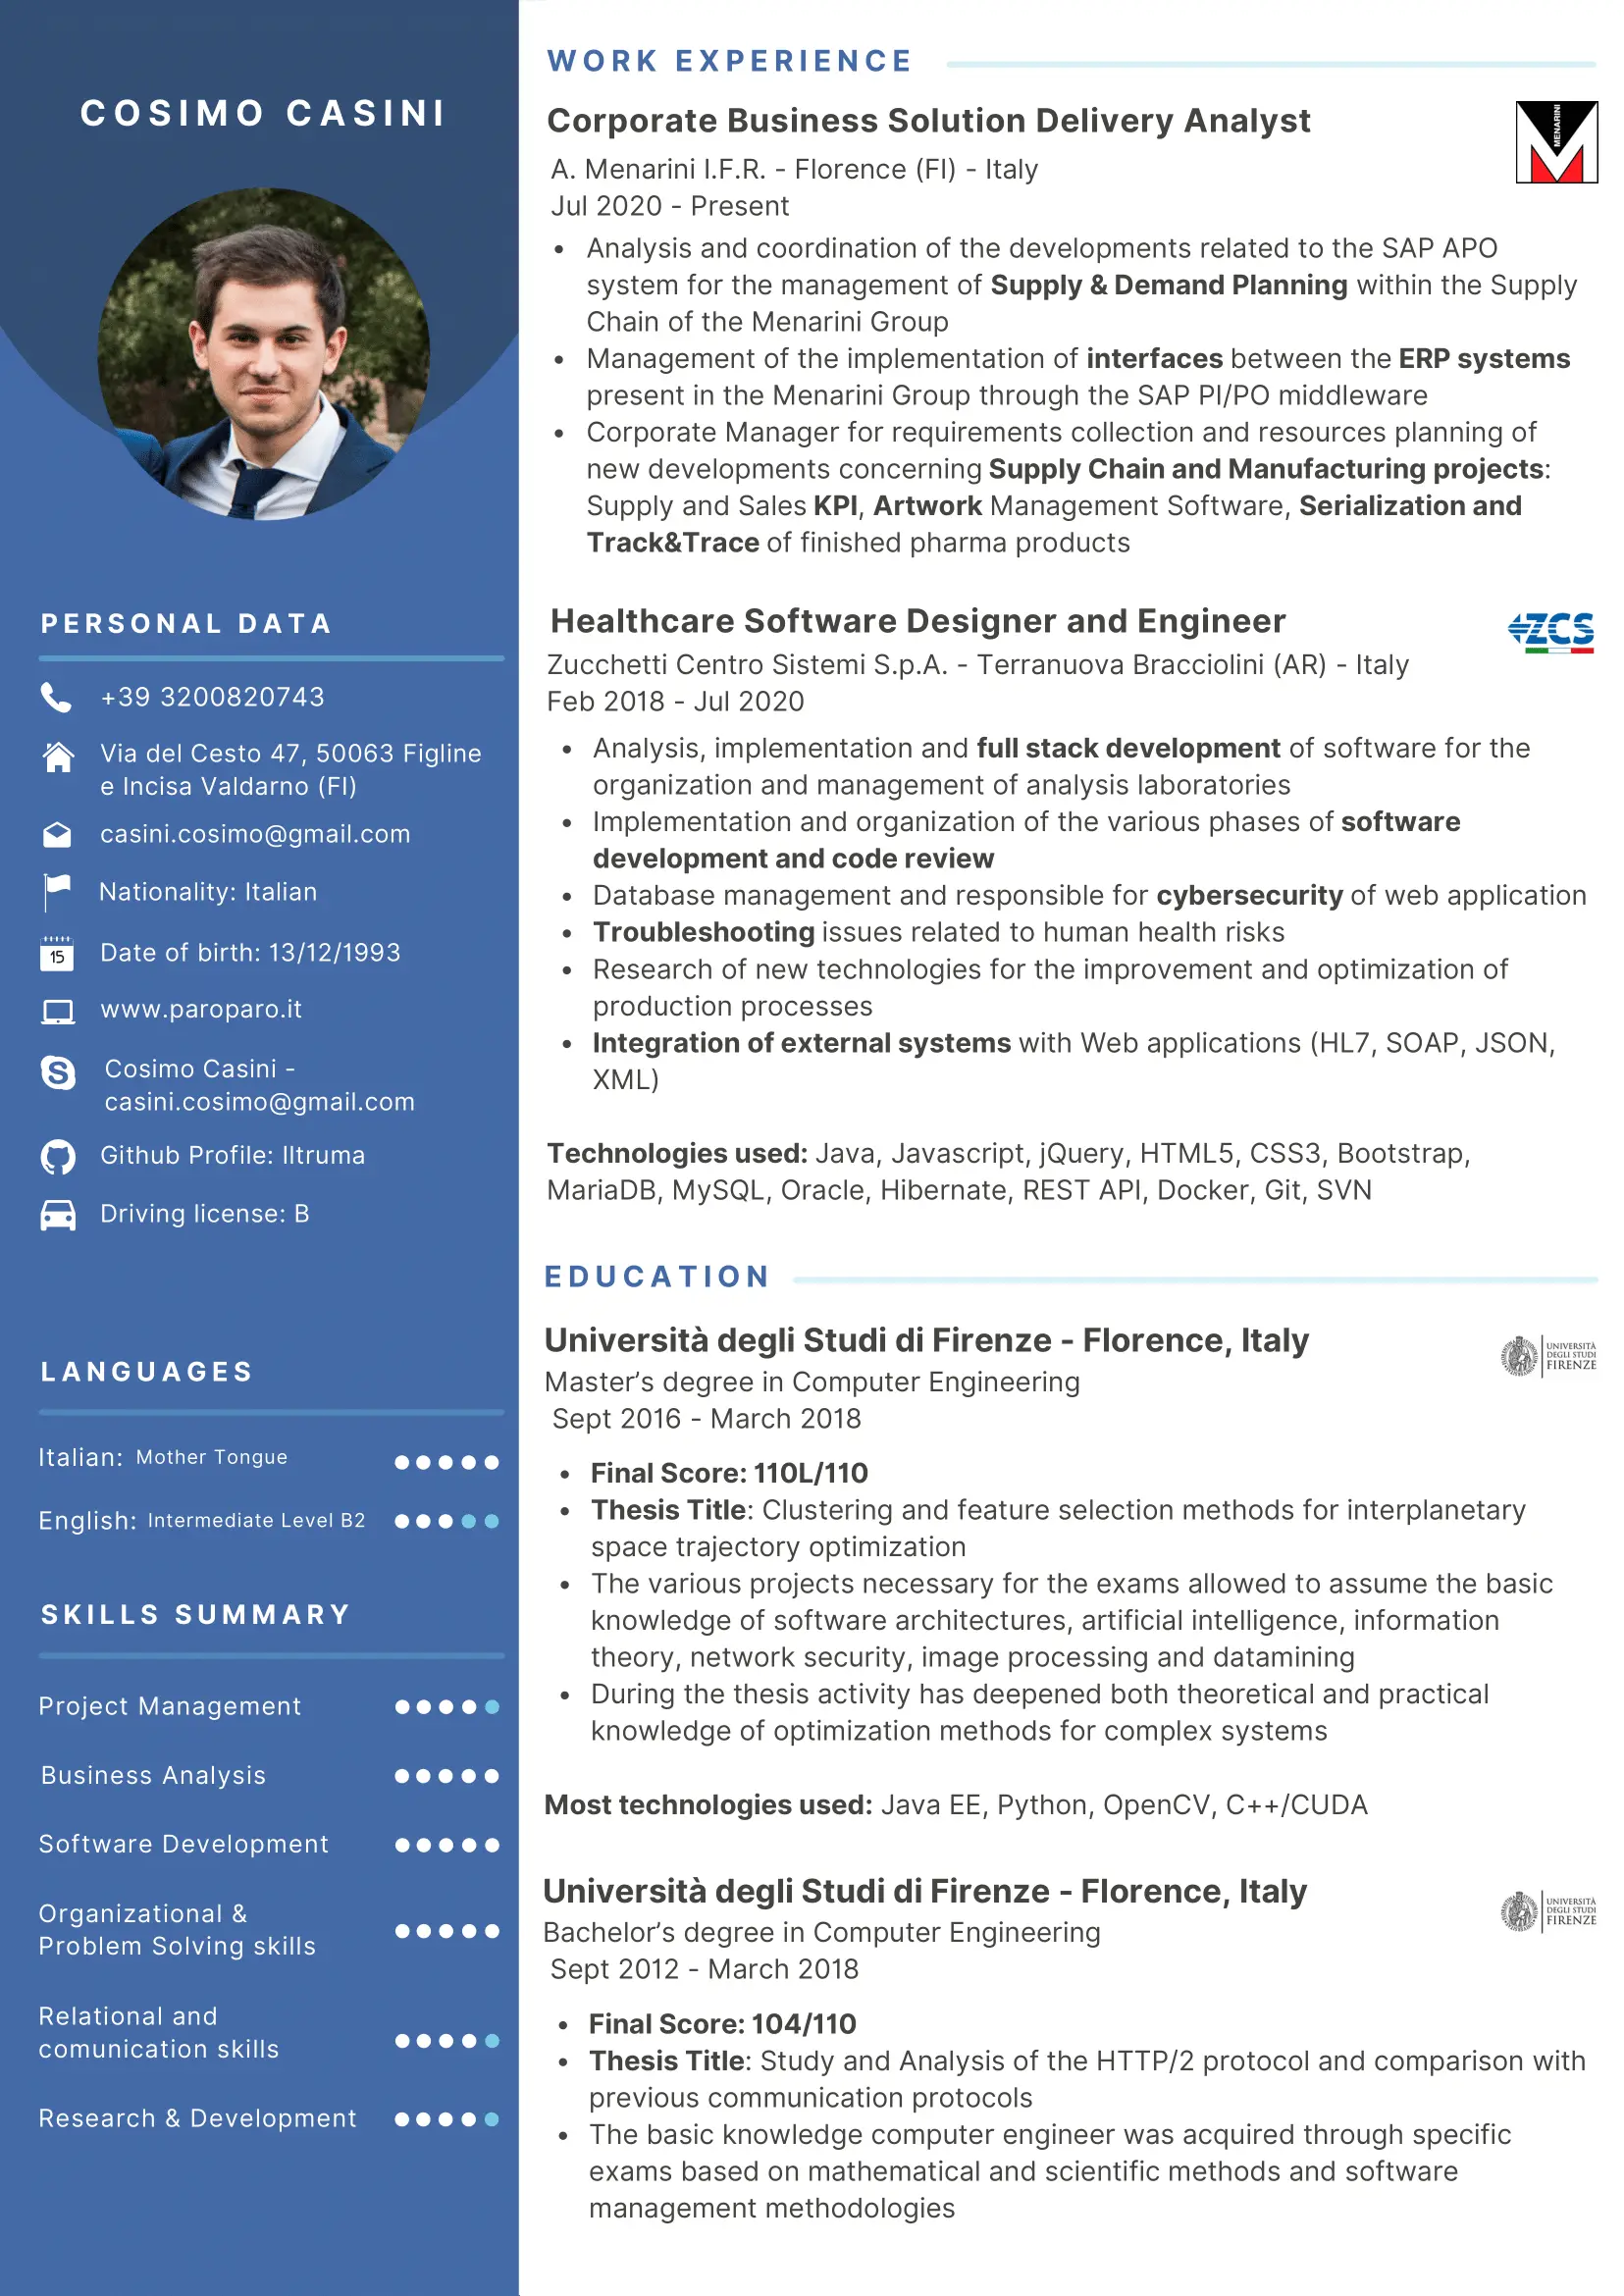 COSIMO CASINI
PERSONAL DATA
+39 3200820743
Via del Cesto 47, 50063 Figline
e Incisa Valdarno (FI)
casini.cosimo@gmail.com
Nationality: Italian
15
Date of birth: 13/12/1993
www.paroparo.it
Cosimo Casini -
casini.cosimo@gmail.com
Github Profile: Iltruma
Driving license: B
LANGUAGES
Italian: Mother Tongue
English: Intermediate Level B2
SKILLS SUMMARY
Project Management
Business Analysis
Software Development
Organizational &
Problem Solving skills
Relational and
comunication skills
Research & Development
WORK EXPERIENCE
Corporate Business Solution Delivery Analyst
MENARINI
A. Menarini I.F.R. - Florence (FI) - Italy
Jul 2020 - Present
• Analysis and coordination of the developments related to the SAP APO
system for the management of Supply & Demand Planning within the Supply
Chain of the Menarini Group
• Management of the implementation of interfaces between the ERP systems
present in the Menarini Group through the SAP PI/PO middleware
• Corporate Manager for requirements collection and resources planning of
new developments concerning Supply Chain and Manufacturing projects:
Supply and Sales KPI, Artwork Management Software, Serialization and
Track&Trace of finished pharma products
Healthcare Software Designer and Engineer
ZCS
Zucchetti Centro Sistemi S.p.A. - Terranuova Bracciolini (AR) - Italy
Feb 2018 - Jul 2020
• Analysis, implementation and full stack development of software for the
organization and management of analysis laboratories
• Implementation and organization of the various phases of software
development and code review
• Database management and responsible for cybersecurity of web application
• Troubleshooting issues related to human health risks
• Research of new technologies for the improvement and optimization of
production processes
• Integration of external systems with Web applications (HL7, SOAP, JSON,
XML)
Technologies used: Java, Javascript, jQuery, HTML5, CSS3, Bootstrap,
MariaDB, MySQL, Oracle, Hibernate, REST API, Docker, Git, SVN
EDUCATION
Università degli Studi di Firenze - Florence, Italy
UNIVERSITÀ
DEGLI STUDI
FIRENZE
Master's degree in Computer Engineering
Sept 2016 - March 2018
• Final Score: 110L/110
• Thesis Title: Clustering and feature selection methods for interplanetary
space trajectory optimization
• The various projects necessary for the exams allowed to assume the basic
knowledge of software architectures, artificial intelligence, information
theory, network security, image processing and datamining
• During the thesis activity has deepened both theoretical and practical
knowledge of optimization methods for complex systems
Most technologies used: Java EE, Python, OpenCV, C++/CUDA
Università degli Studi di Firenze - Florence, Italy
UNIVERSITÀ
DEGLI STUDI
FIRENZE
Bachelor's degree in Computer Engineering
Sept 2012 - March 2018
• Final Score: 104/110
• Thesis Title: Study and Analysis of the HTTP/2 protocol and comparison with
previous communication protocols
• The basic knowledge computer engineer was acquired through specific
exams based on mathematical and scientific methods and software
management methodologies